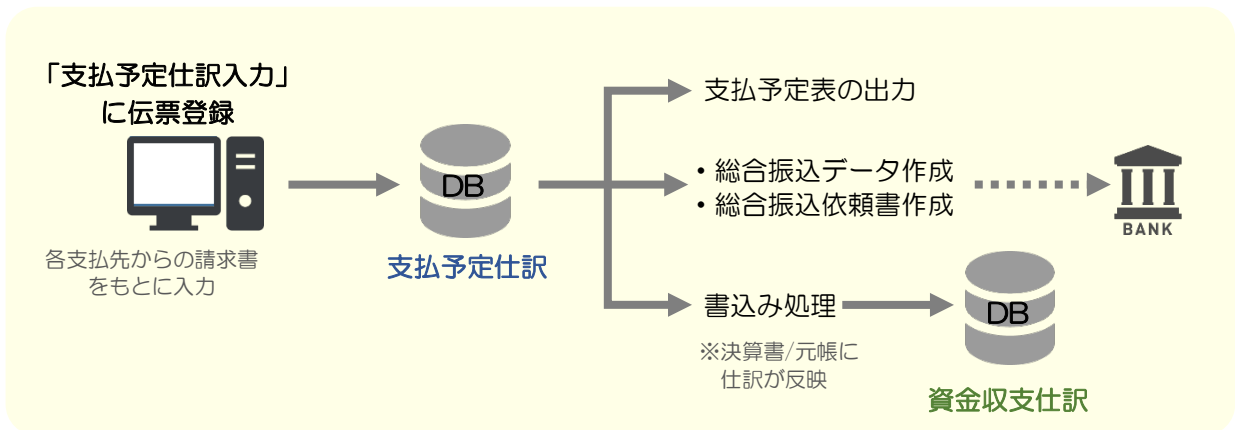 「支払予定仕訳入力」
に伝票登録
各支払先からの請求書
をもとに入力
DB
支払予定仕訳
支払予定表の出力
・総合振込データ作成
・総合振込依頼書作成
BANK
書込み処理
※決算書/元帳に
仕訳が反映
DB
資金収支仕訳